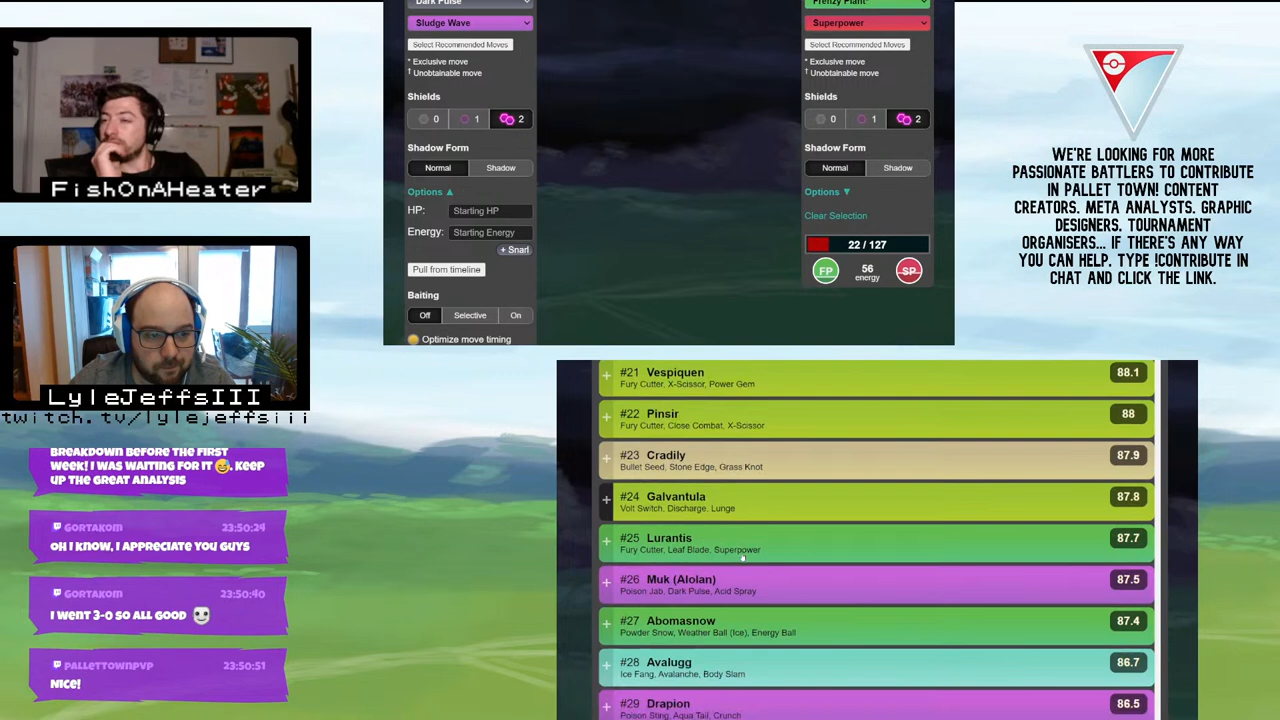 FishOnAHeater
LyleJeffsIII
twitch.tv/lylejeffsiii
BREAKDOWN BEFORE THE FIRST
WEEK! I WAS WAITING FOR IT😅. KEEP
UP THE GREAT ANALYSIS
GORTAKOM 23:50:24
OH I KNOW, I APPRECIATE YOU GUYS
GORTAKOM 23:50:40
I WENT 3-0 SO ALL GOOD
PALLETTOWNPVP 23:50:51
NICE!
Dark Pulse
Sludge Wave
Select Recommended Moves
* Exclusive move
† Unobtainable move
Shields
0 1 2
Shadow Form
Normal Shadow
Options ▲
HP: Starting HP
Energy: Starting Energy
+ Snarl
Pull from timeline
Baiting
Off Selective On
Optimize move timing
Frenzy Plant*
Superpower
Select Recommended Moves
* Exclusive move
† Unobtainable move
Shields
0 1 2
Shadow Form
Normal Shadow
Options ▼
Clear Selection
22 / 127
FP 56 SP
energy
WE'RE LOOKING FOR MORE
PASSIONATE BATTLERS TO CONTRIBUTE
IN PALLET TOWN! CONTENT
CREATORS. META ANALYSTS. GRAPHIC
DESIGNERS. TOURNAMENT
ORGANISERS... IF THERE'S ANY WAY
YOU CAN HELP, TYPE !CONTRIBUTE IN
CHAT AND CLICK THE LINK.
#21 Vespiquen 88.1
Fury Cutter, X-Scissor, Power Gem
#22 Pinsir 88
Fury Cutter, Close Combat, X-Scissor
#23 Cradily 87.9
Bullet Seed, Stone Edge, Grass Knot
#24 Galvantula 87.8
Volt Switch, Discharge, Lunge
#25 Lurantis 87.7
Fury Cutter, Leaf Blade, Superpower
#26 Muk (Alolan) 87.5
Poison Jab, Dark Pulse, Acid Spray
#27 Abomasnow 87.4
Powder Snow, Weather Ball (Ice), Energy Ball
#28 Avalugg 86.7
Ice Fang, Avalanche, Body Slam
#29 Drapion 86.5
Poison Sting, Aqua Tail, Crunch